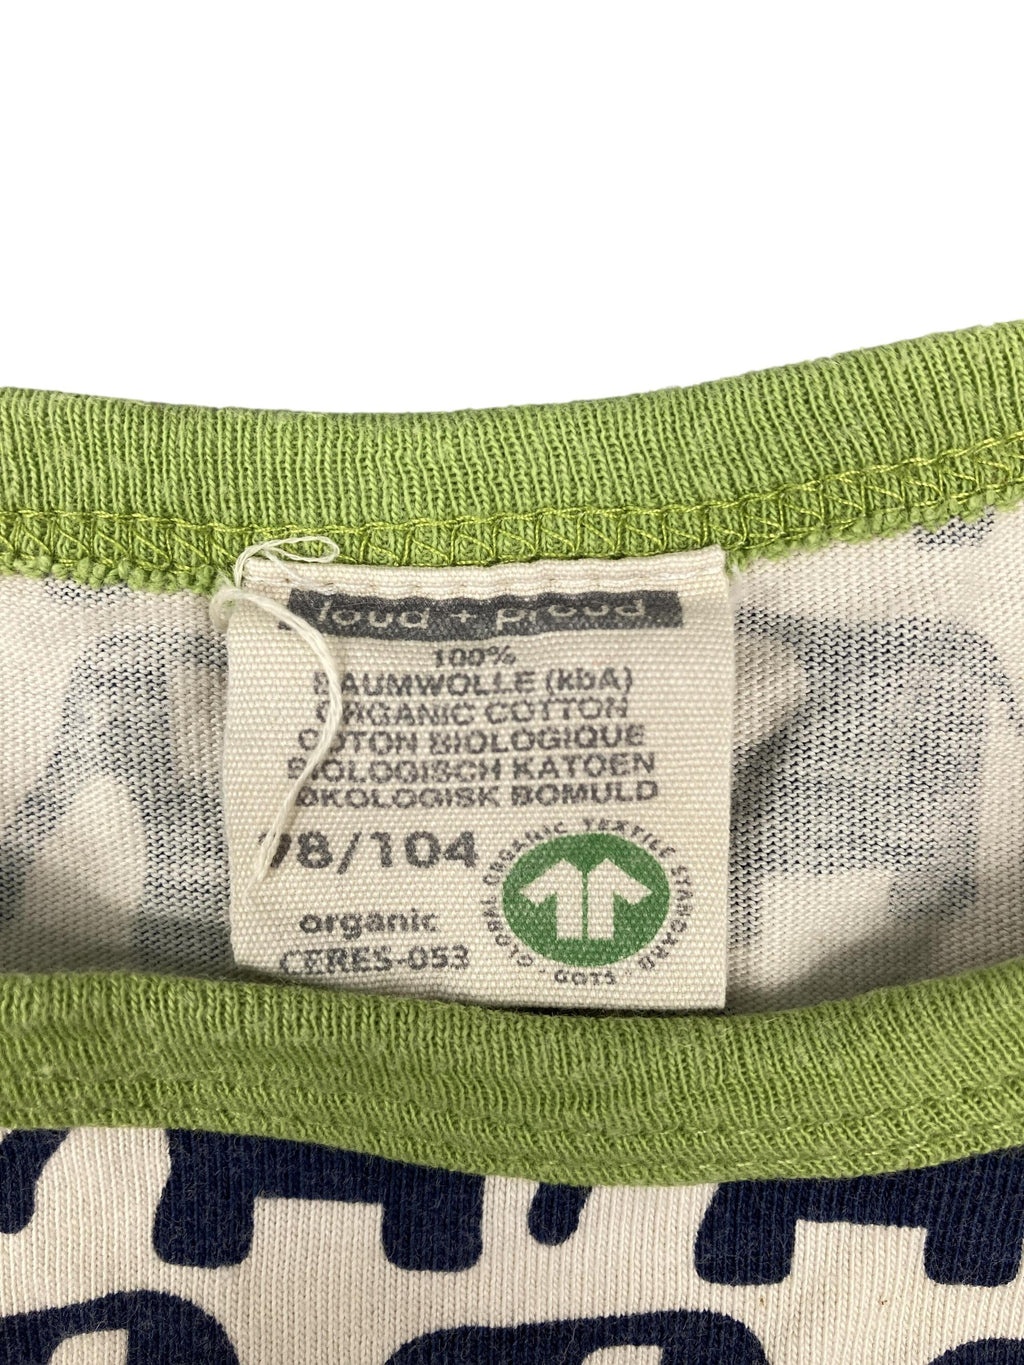 loud + proud
100%
BAUMWOLLE (kbA)
ORGANIC COTTON
COTON BIOLOGIQUE
BIOLOGISCH KATOEN
ØKOLOGISK BOMULD
98/104
organic
CERES-053
GLOBAL ORGANIC TEXTILE STANDARD · GOTS ·